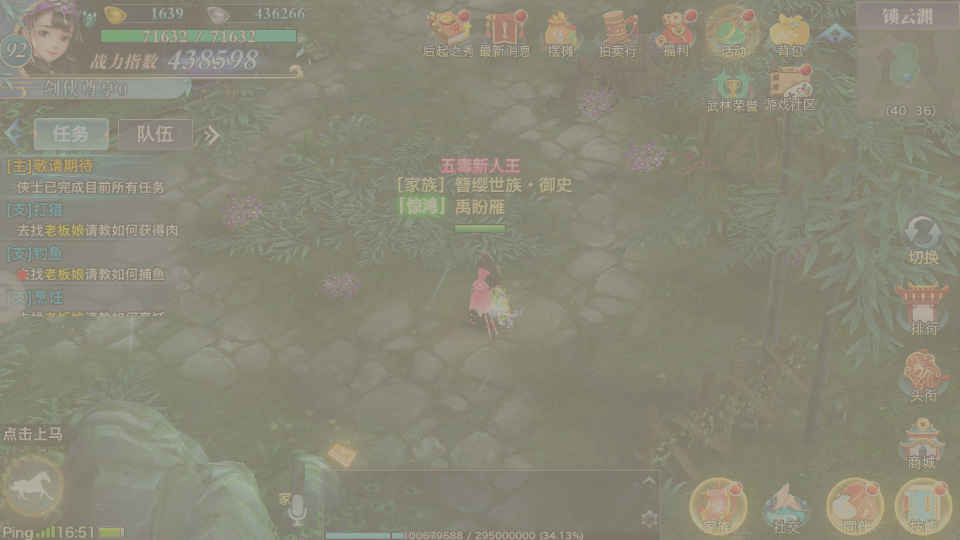 1639
436266
71632 / 71632
92
战力指数 438598
剑侠尊享0
后起之秀
最新消息
摆摊
拍卖行
福利
活动
背包
锁云渊
武林荣誉
游戏社区
(40, 36)
任务
队伍
[主]敬请期待
侠士已完成目前所有任务
[支]打猎
去找老板娘请教如何获得肉
[支]钓鱼
去找老板娘请教如何捕鱼
[支]烹饪
五毒新人王
[家族] 簪缨世族·御史
[惊鸿] 禹盼雁
切换
排行
头衔
商城
点击上马
家
家族
社交
同伴
技能
Ping
16:51
100679688 / 295000000 (34.13%)